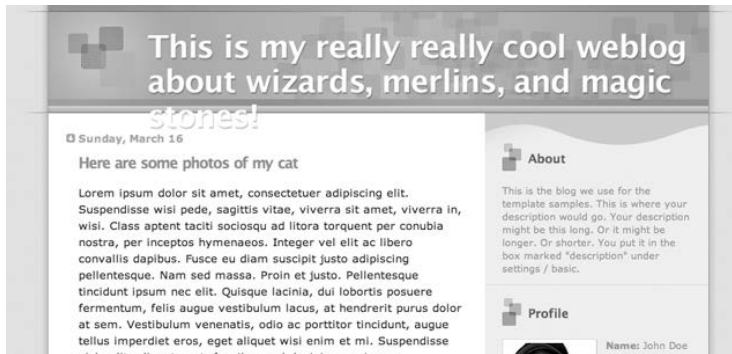 This is my really really cool weblog
about wizards, merlins, and magic
stones!
Sunday, March 16
Here are some photos of my cat
Lorem ipsum dolor sit amet, consectetuer adipiscing elit.
Suspendisse wisi pede, sagittis vitae, viverra sit amet, viverra in,
wisi. Class aptent taciti sociosqu ad litora torquent per conubia
nostra, per inceptos hymenaeos. Integer vel elit ac libero
convallis dapibus. Fusce eu diam suscipit justo adipiscing
pellentesque. Nam sed massa. Proin et justo. Pellentesque
tincidunt ipsum nec elit. Quisque lacinia, dui lobortis posuere
fermentum, felis augue vestibulum lacus, at hendrerit purus dolor
at sem. Vestibulum venenatis, odio ac porttitor tincidunt, augue
tellus imperdiet eros, eget aliquet wisi enim et mi. Suspendisse
About
This is the blog we use for the
template samples. This is where your
description would go. Your description
might be this long. Or it might be
longer. Or shorter. You put it in the
box marked "description" under
settings / basic.
Profile
Name: John Doe